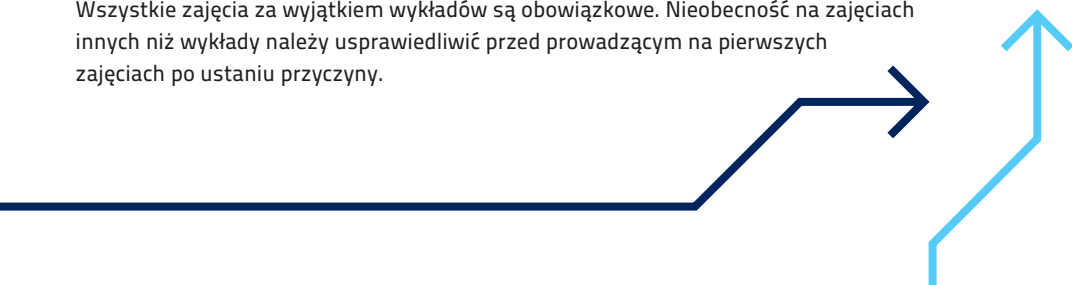 Wszystkie zajęcia za wyjątkiem wykładów są obowiązkowe. Nieobecność na zajęciach
innych niż wykłady należy usprawiedliwić przed prowadzącym na pierwszych
zajęciach po ustaniu przyczyny.